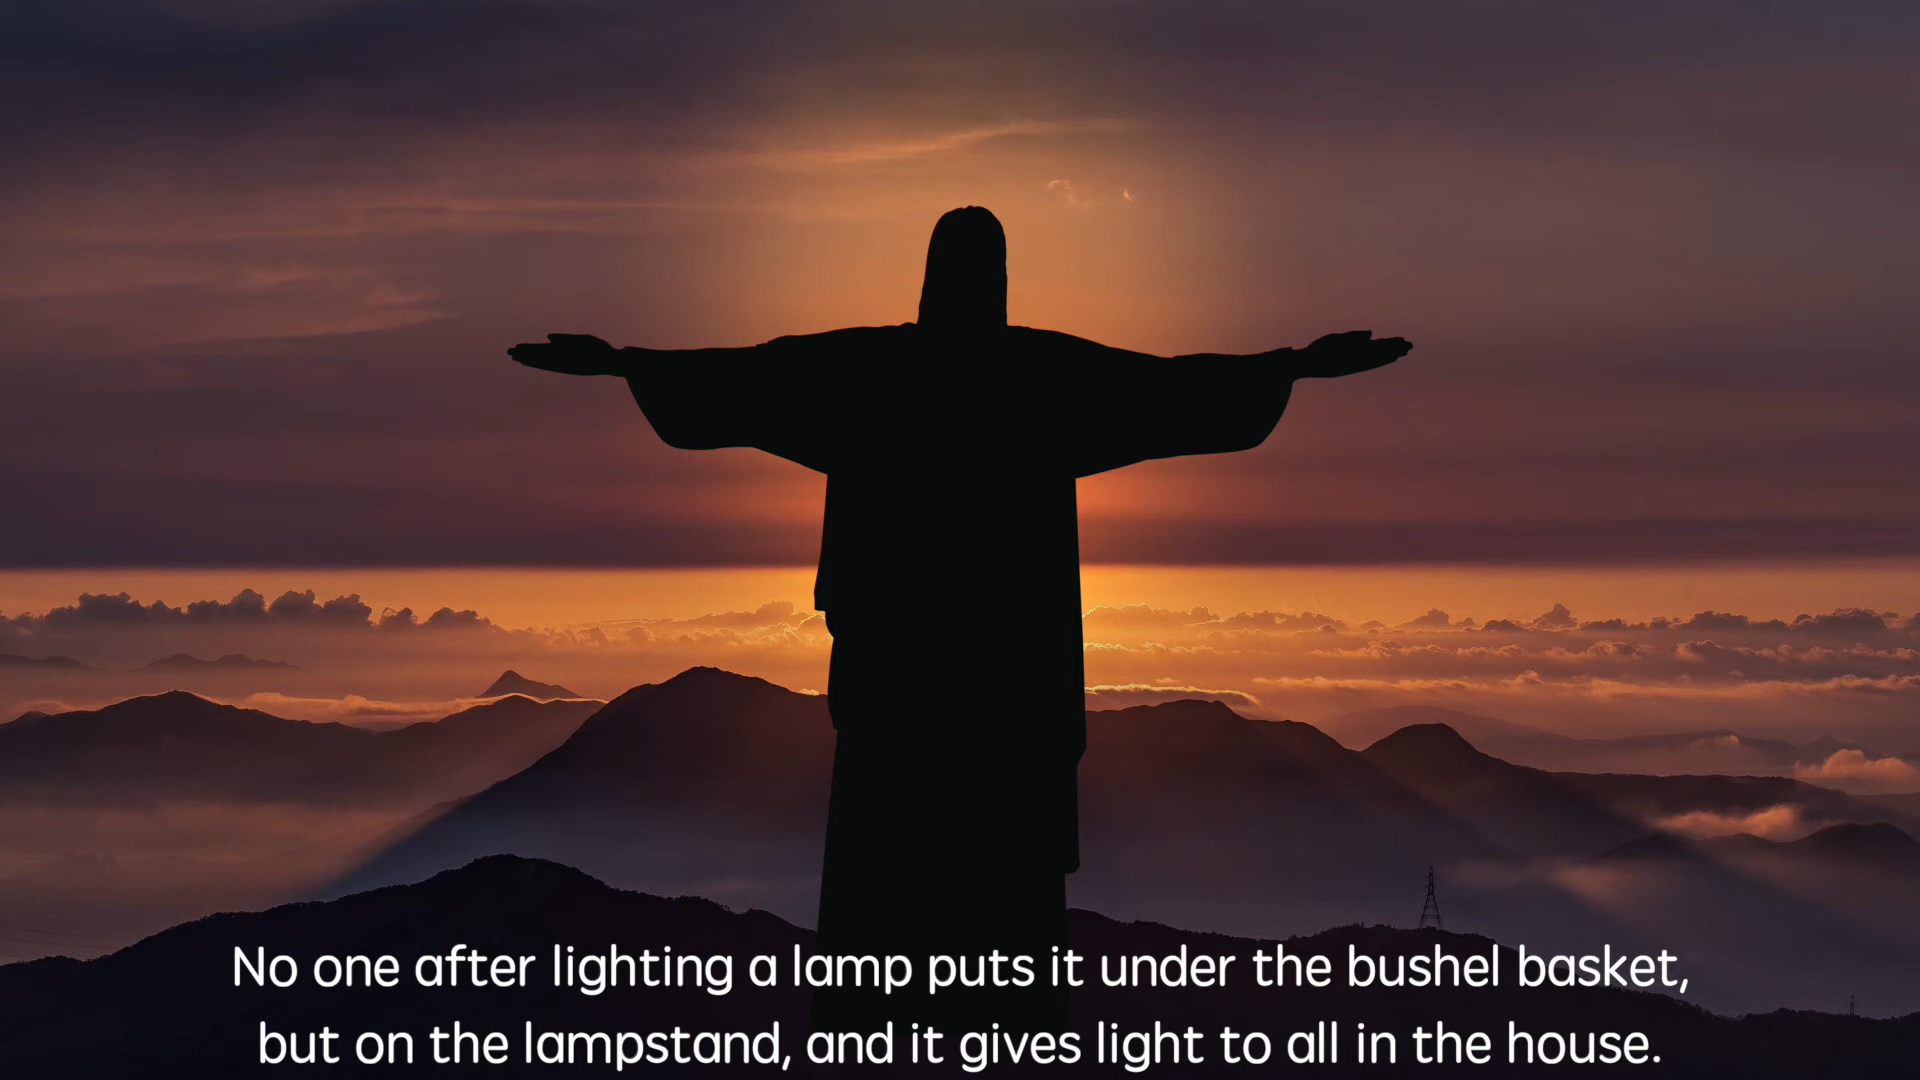 No one after lighting a lamp puts it under the bushel basket,
but on the lampstand, and it gives light to all in the house.